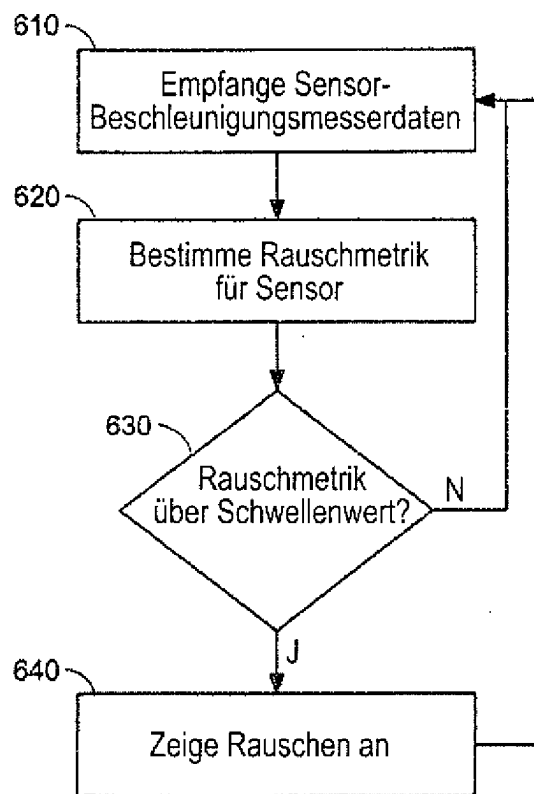 610
Empfange Sensor-
Beschleunigungsmesserdaten
620
Bestimme Rauschmetrik
für Sensor
630
Rauschmetrik
über Schwellenwert?
N
J
640
Zeige Rauschen an